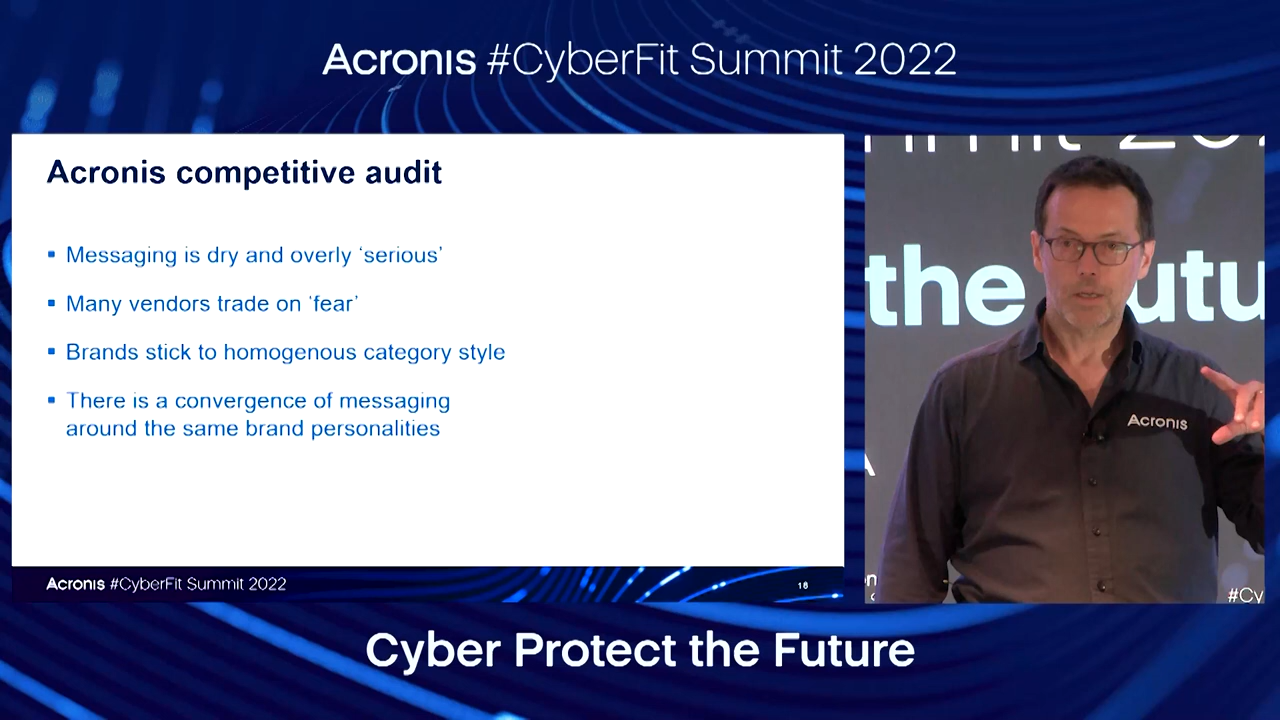 Acronis #CyberFit Summit 2022
Acronis competitive audit
▪ Messaging is dry and overly ‘serious’
▪ Many vendors trade on ‘fear’
▪ Brands stick to homogenous category style
▪ There is a convergence of messaging
around the same brand personalities
Acronis #CyberFit Summit 2022
18
the Futu
Acronis
#Cy
Cyber Protect the Future